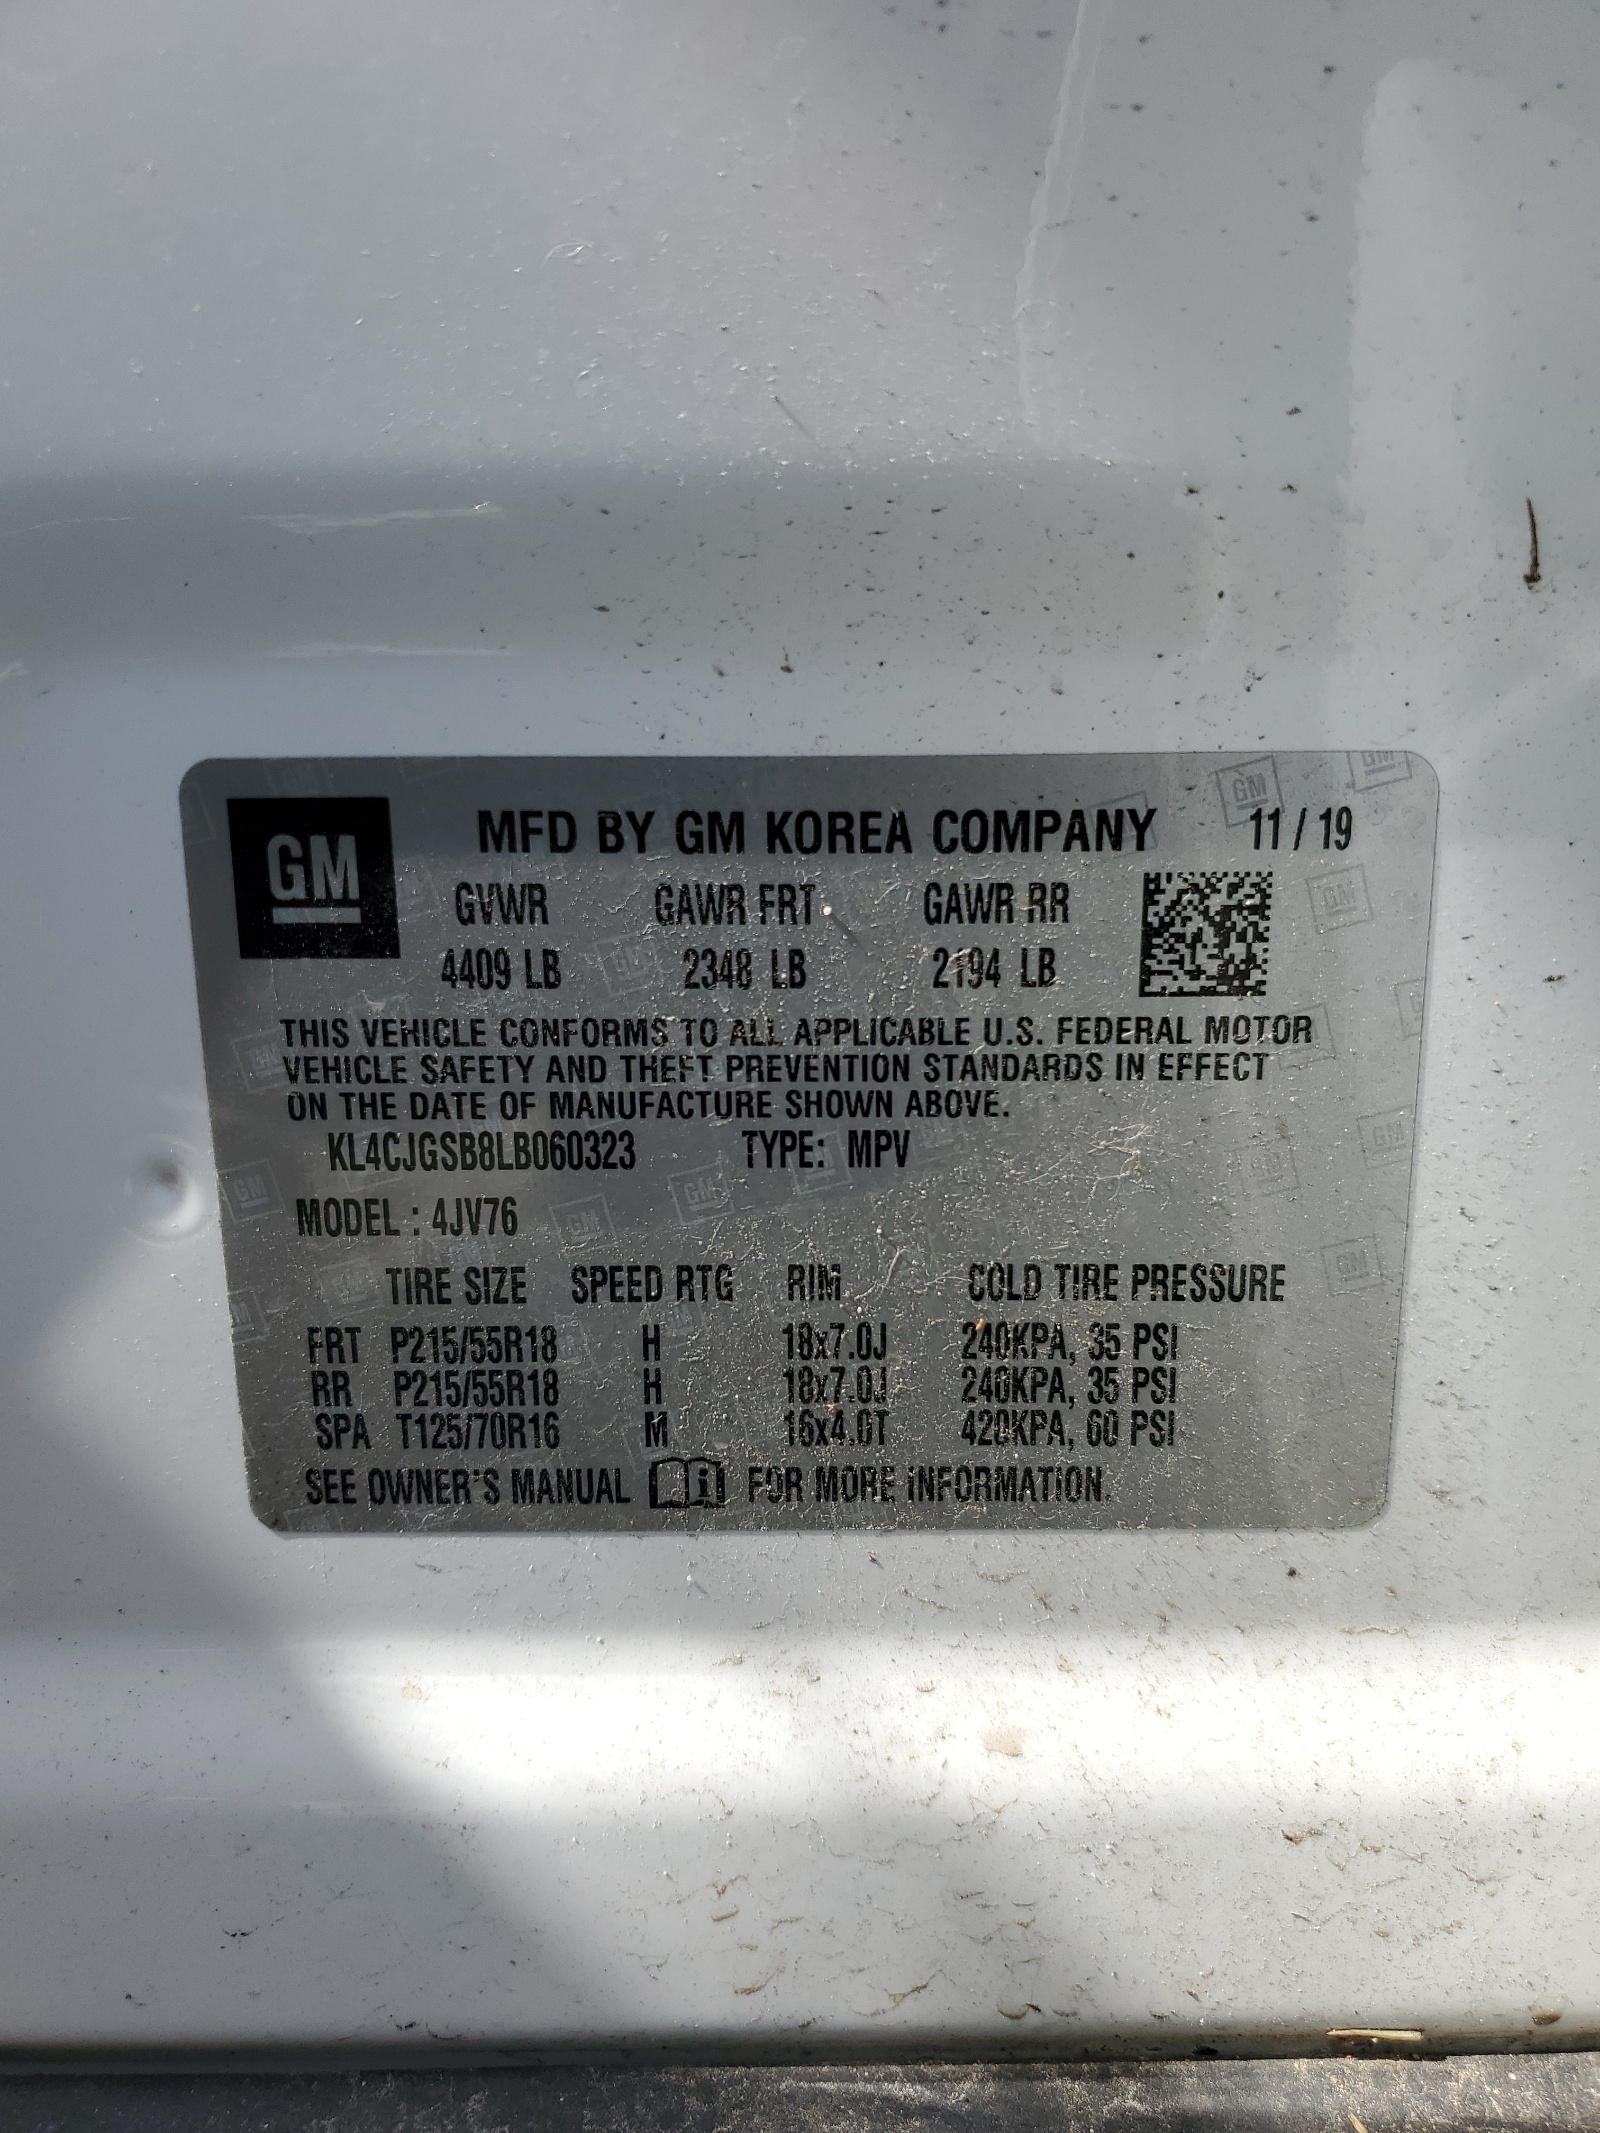 GM
MFD BY GM KOREA COMPANY 11 / 19
GVWR GAWR FRT GAWR RR
4409 LB 2348 LB 2194 LB
THIS VEHICLE CONFORMS TO ALL APPLICABLE U.S. FEDERAL MOTOR
VEHICLE SAFETY AND THEFT PREVENTION STANDARDS IN EFFECT
ON THE DATE OF MANUFACTURE SHOWN ABOVE.
KL4CJGSB8LB060323 TYPE: MPV
MODEL : 4JV76
TIRE SIZE SPEED RTG RIM COLD TIRE PRESSURE
FRT P215/55R18 H 18x7.0J 240KPA, 35 PSI
RR P215/55R18 H 18x7.0J 240KPA, 35 PSI
SPA T125/70R16 M 16x4.0T 420KPA, 60 PSI
SEE OWNER'S MANUAL i FOR MORE INFORMATION.